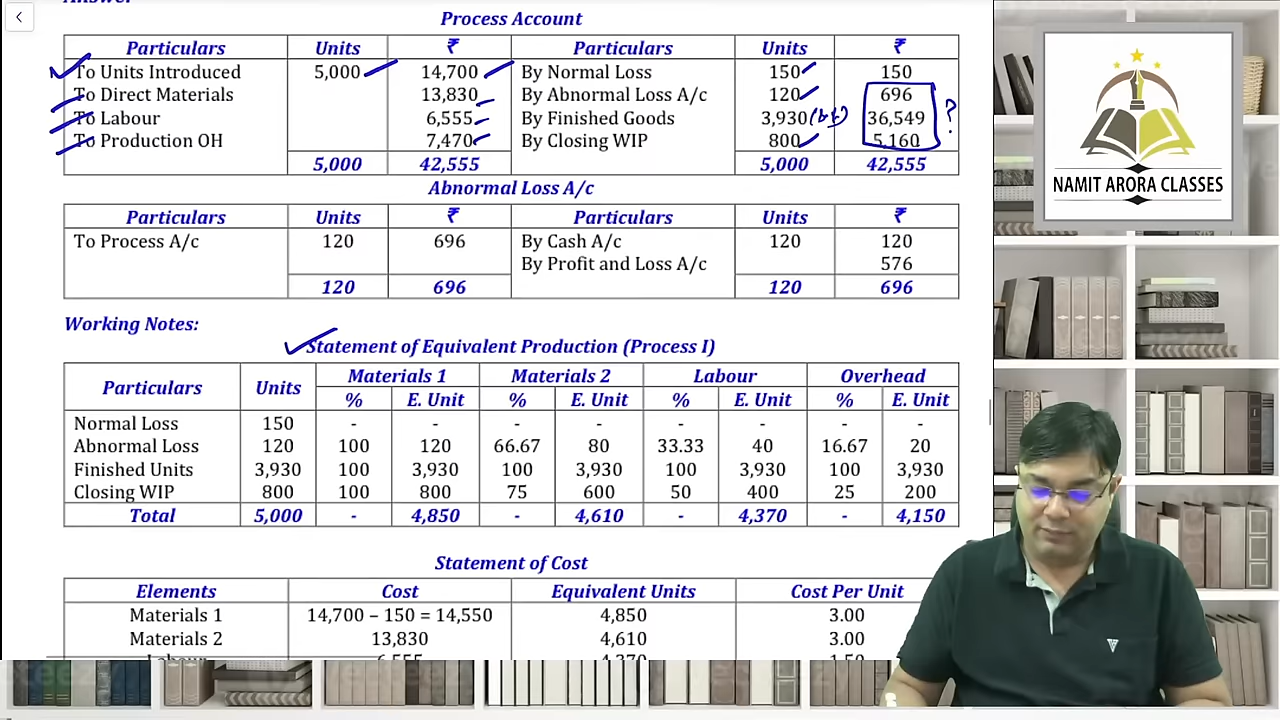 Process Account
Particulars Units ₹ Particulars Units ₹
To Units Introduced 5,000 14,700 By Normal Loss 150 150
To Direct Materials 13,830 By Abnormal Loss A/c 120 696
To Labour 6,555 By Finished Goods 3,930 36,549 ?
To Production OH 7,470 By Closing WIP 800 5,160
5,000 42,555 5,000 42,555
Abnormal Loss A/c
Particulars Units ₹ Particulars Units ₹
To Process A/c 120 696 By Cash A/c 120 120
By Profit and Loss A/c 576
120 696 120 696
Working Notes:
Statement of Equivalent Production (Process I)
Particulars Units Materials 1 Materials 2 Labour Overhead
% E. Unit % E. Unit % E. Unit % E. Unit
Normal Loss 150 - - - - - - - -
Abnormal Loss 120 100 120 66.67 80 33.33 40 16.67 20
Finished Units 3,930 100 3,930 100 3,930 100 3,930 100 3,930
Closing WIP 800 100 800 75 600 50 400 25 200
Total 5,000 - 4,850 - 4,610 - 4,370 - 4,150
Statement of Cost
Elements Cost Equivalent Units Cost Per Unit
Materials 1 14,700 – 150 = 14,550 4,850 3.00
Materials 2 13,830 4,610 3.00
NAMIT ARORA CLASSES